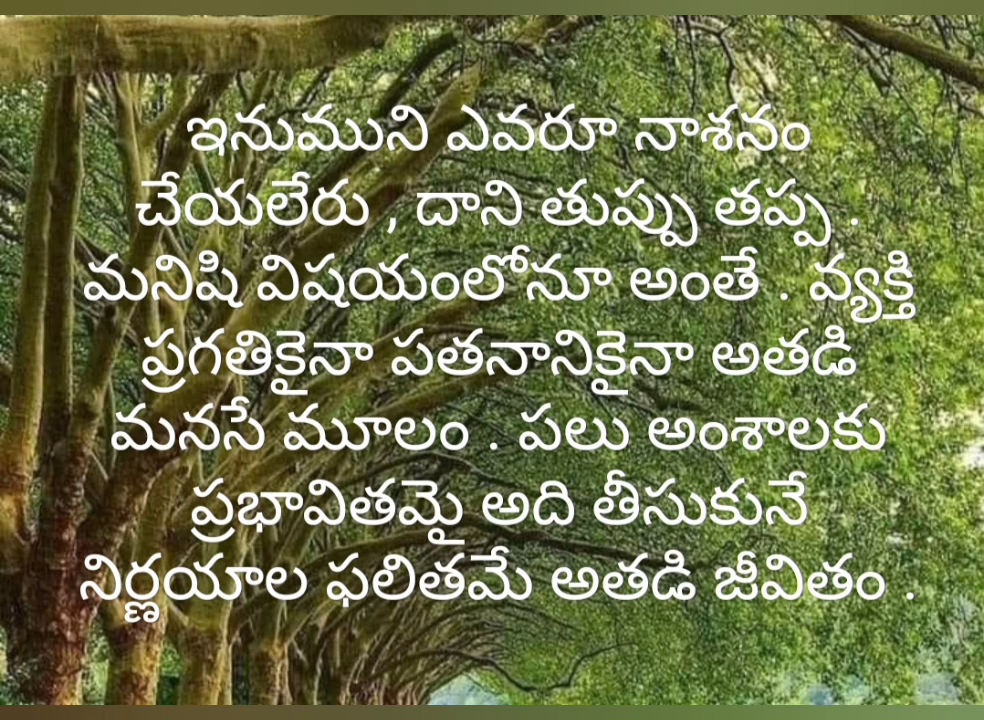 ఇనుముని ఎవరూ నాశనం
చేయలేరు , దాని తుప్పు తప్ప .
మనిషి విషయంలోనూ అంతే . వ్యక్తి
ప్రగతికైనా పతనానికైనా అతడి
మనసే మూలం . పలు అంశాలకు
ప్రభావితమై అది తీసుకునే
నిర్ణయాల ఫలితమే అతడి జీవితం .